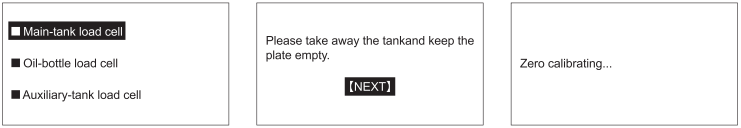 Main-tank load cell
Oil-bottle load cell
Auxiliary-tank load cell
Please take away the tankand keep the
plate empty.
【NEXT】
Zero calibrating...